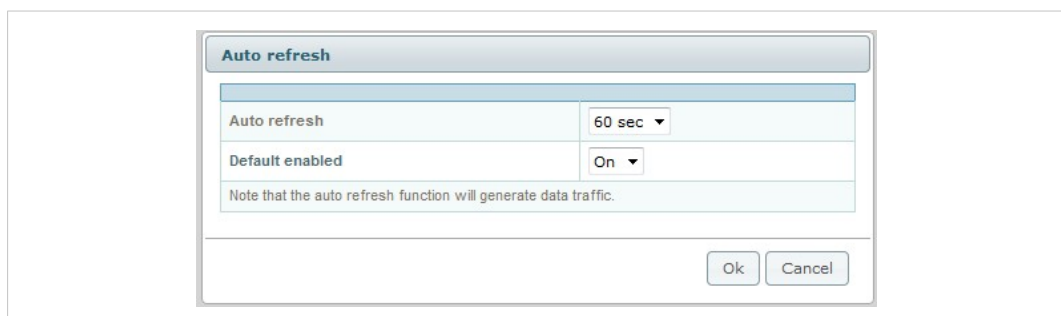 Auto refresh
Auto refresh 60 sec
Default enabled On
Note that the auto refresh function will generate data traffic.
Ok Cancel